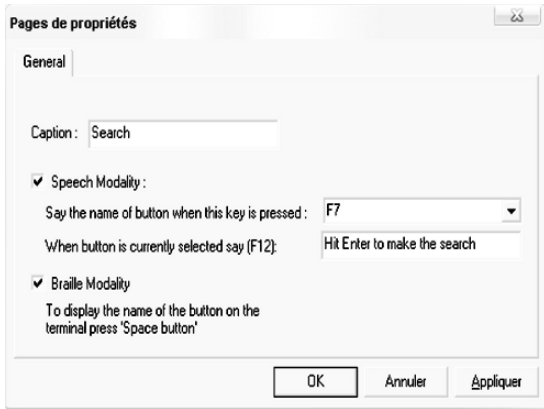 Pages de propriétés
General
Caption : Search
Speech Modality :
Say the name of button when this key is pressed : F7
When button is currently selected say (F12): Hit Enter to make the search
Braille Modality
To display the name of the button on the
terminal press 'Space button'
OK Annuler Appliquer